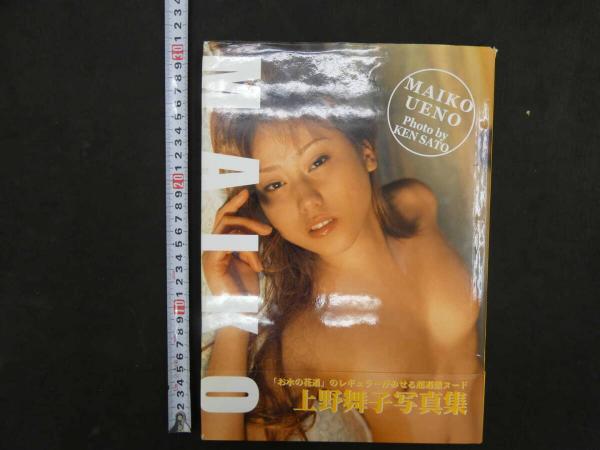 MAIKO
MAIKO
UENO
Photo by
KEN SATO
「お水の花道」のレギュラーがみせる超過激ヌード
上野舞子写真集